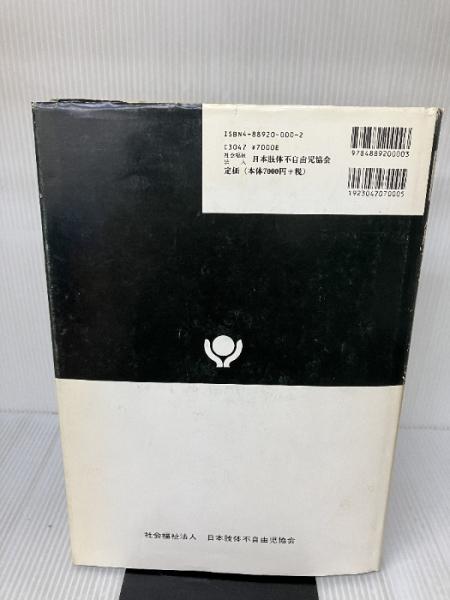 ISBN4-88920-000-2
C3047 ¥7000E
社会福祉
法人 日本肢体不自由児協会
定価（本体7000円＋税）
9784889200003
1923047070005
社会福祉法人 日本肢体不自由児協会